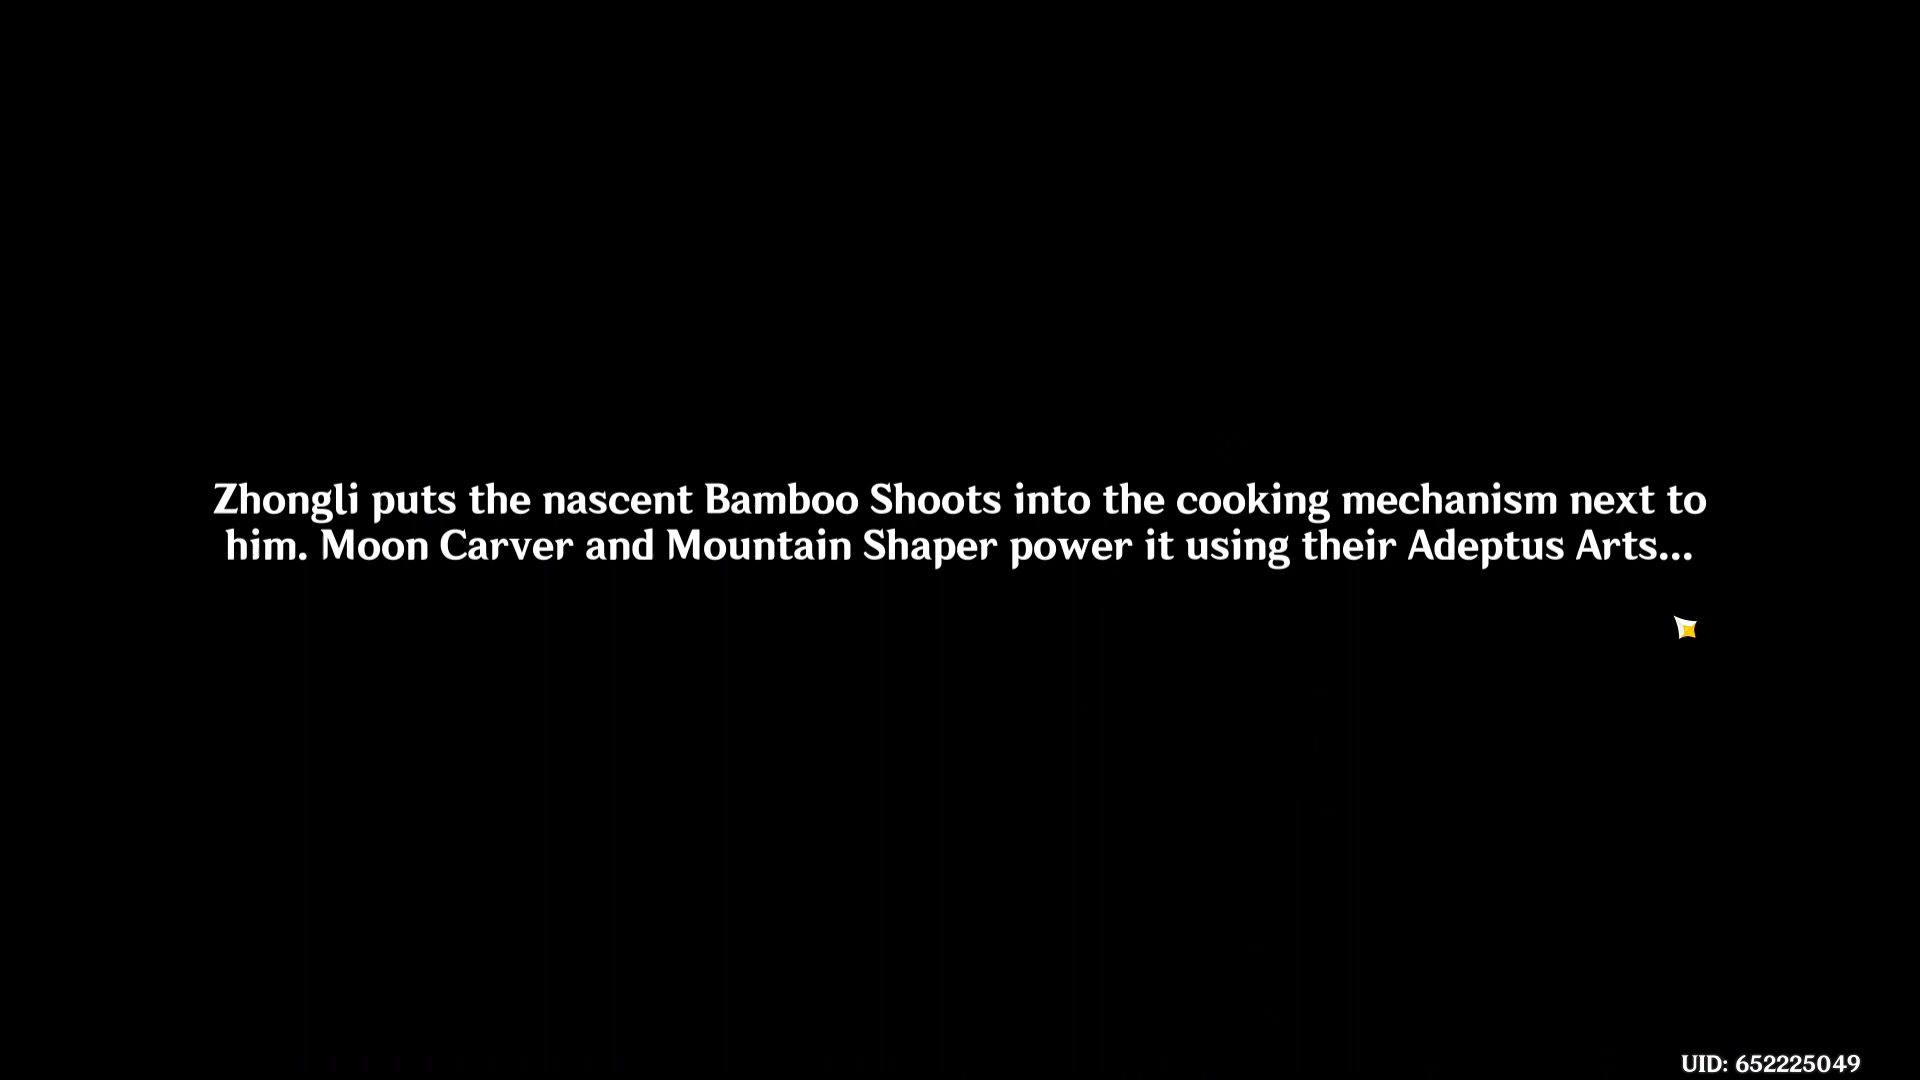 Zhongli puts the nascent Bamboo Shoots into the cooking mechanism next to
him. Moon Carver and Mountain Shaper power it using their Adeptus Arts...
UID: 652225049